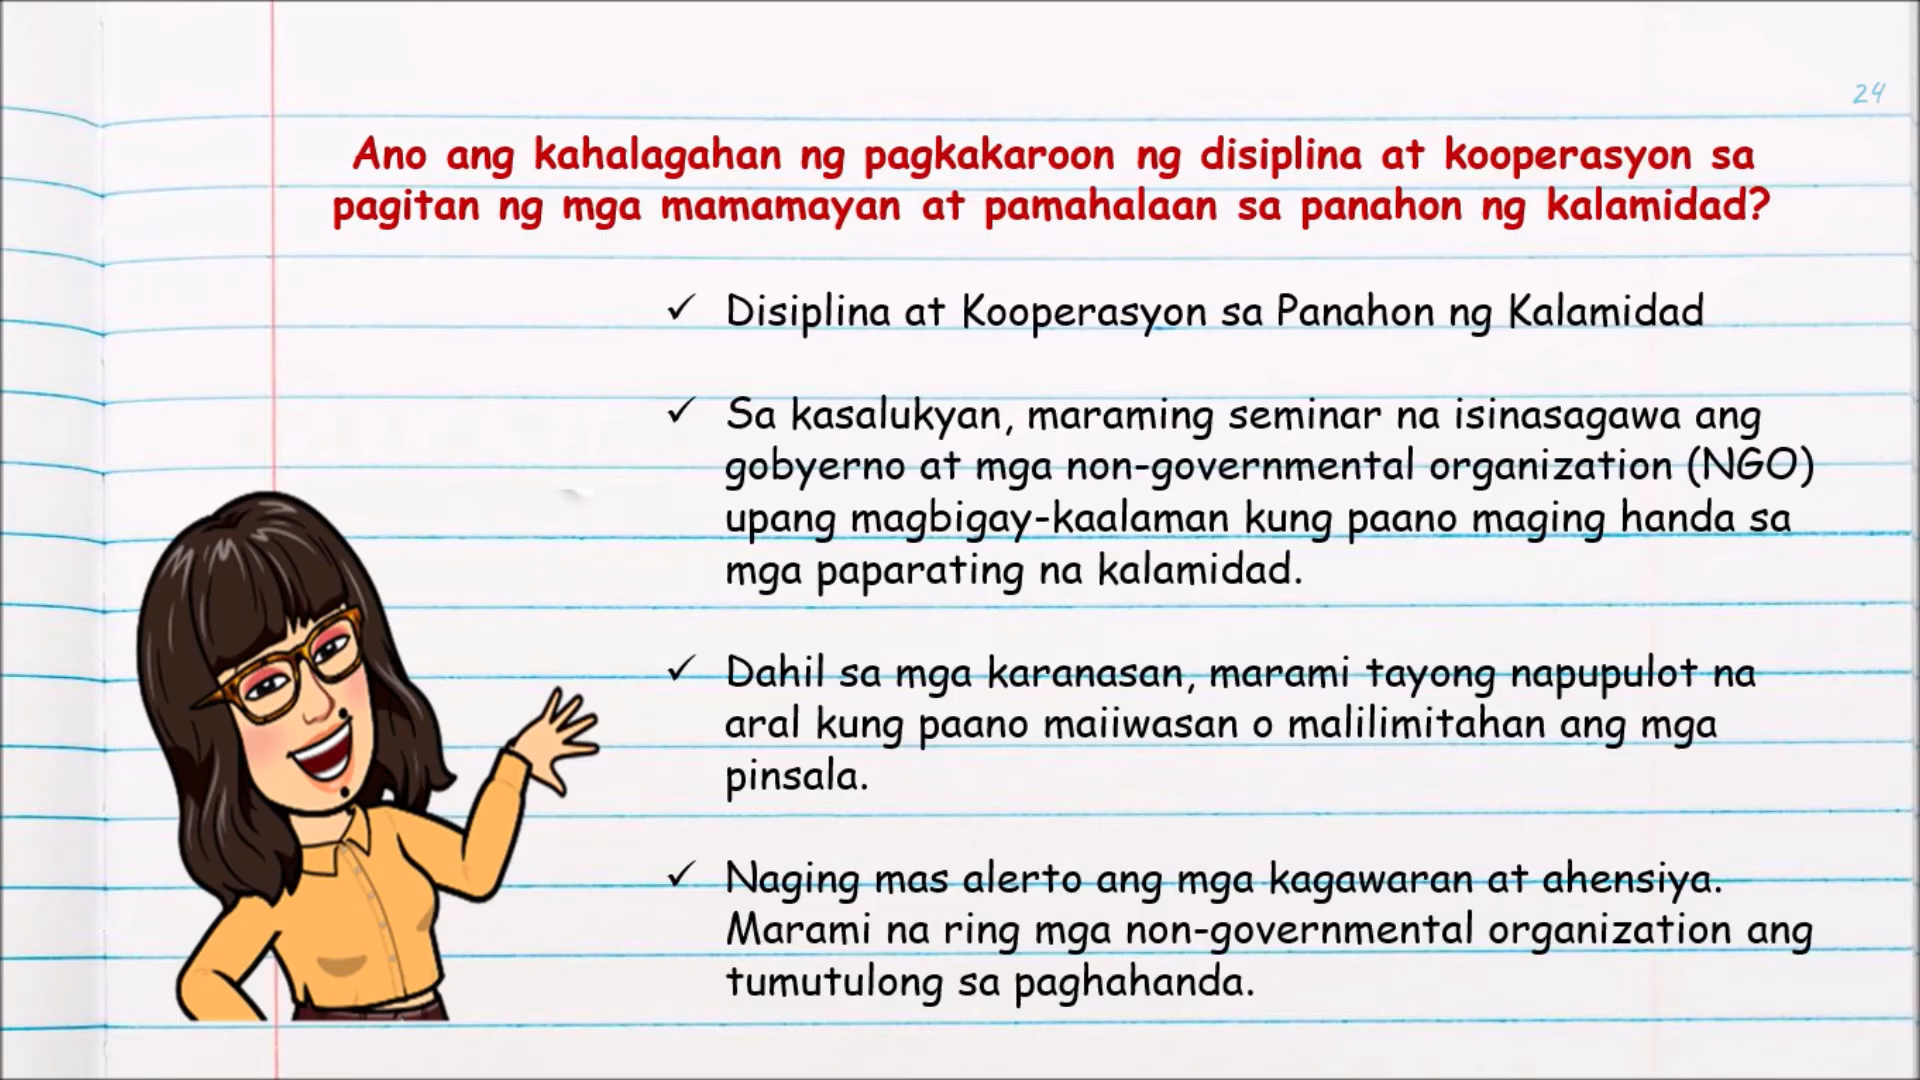 24
Ano ang kahalagahan ng pagkakaroon ng disiplina at kooperasyon sa
pagitan ng mga mamamayan at pamahalaan sa panahon ng kalamidad?
✓ Disiplina at Kooperasyon sa Panahon ng Kalamidad
✓ Sa kasalukyan, maraming seminar na isinasagawa ang
gobyerno at mga non-governmental organization (NGO)
upang magbigay-kaalaman kung paano maging handa sa
mga paparating na kalamidad.
✓ Dahil sa mga karanasan, marami tayong napupulot na
aral kung paano maiiwasan o malilimitahan ang mga
pinsala.
✓ Naging mas alerto ang mga kagawaran at ahensiya.
Marami na ring mga non-governmental organization ang
tumutulong sa paghahanda.